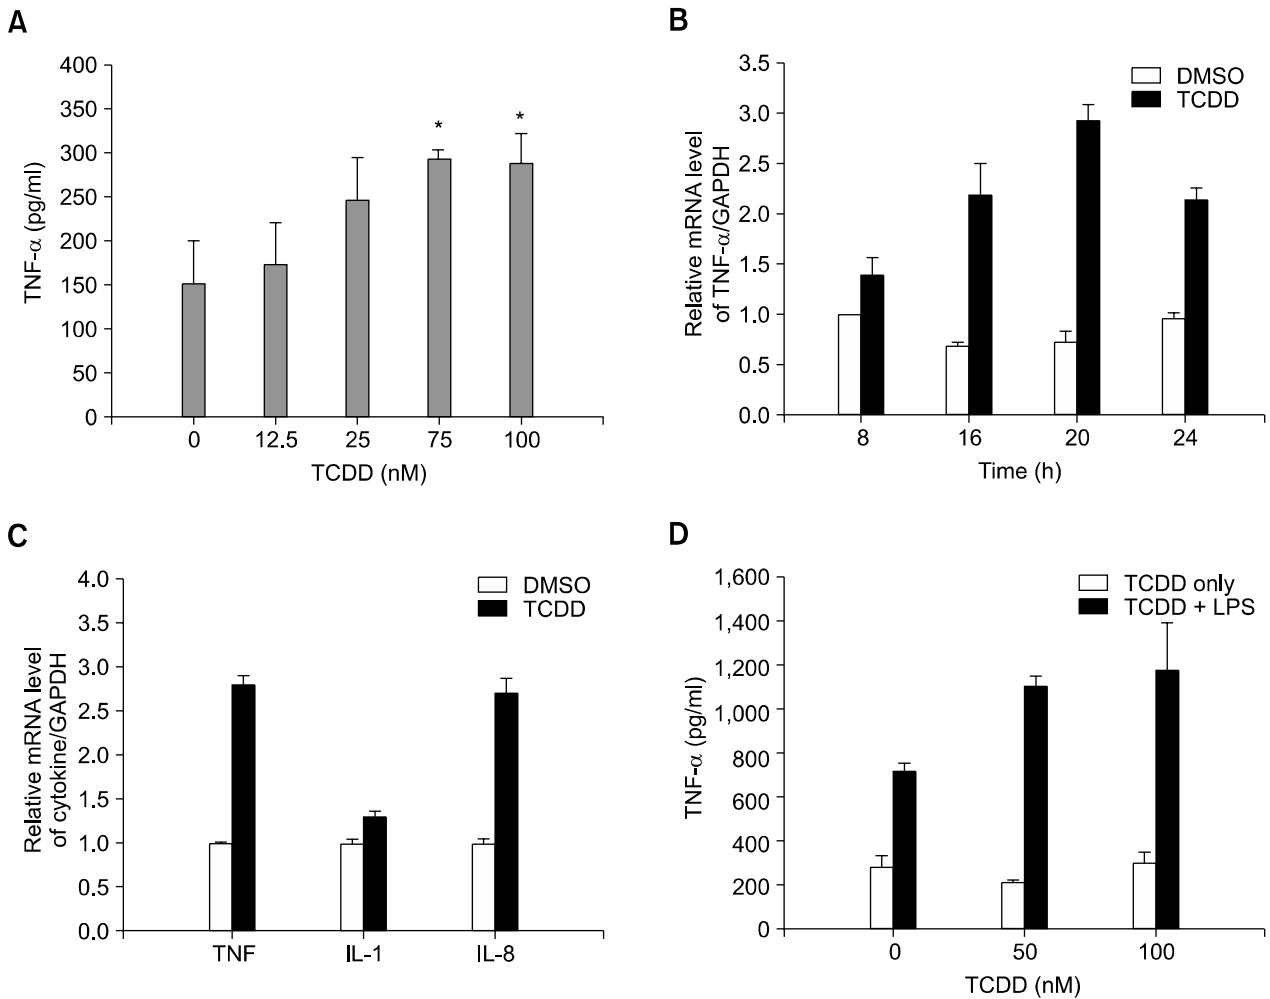 A
400
350
300
250
200
150
100
50
0
TNF-α (pg/ml)
*
*
0 12.5 25 75 100
TCDD (nM)
B
3.5
3.0
2.5
2.0
1.5
1.0
0.5
0.0
Relative mRNA level
of TNF-α/GAPDH
DMSO
TCDD
8 16 20 24
Time (h)
C
4.0
3.5
3.0
2.5
2.0
1.5
1.0
0.5
0.0
Relative mRNA level
of cytokine/GAPDH
DMSO
TCDD
TNF IL-1 IL-8
D
1,600
1,400
1,200
1,000
800
600
400
200
0
TNF-α (pg/ml)
TCDD only
TCDD + LPS
0 50 100
TCDD (nM)